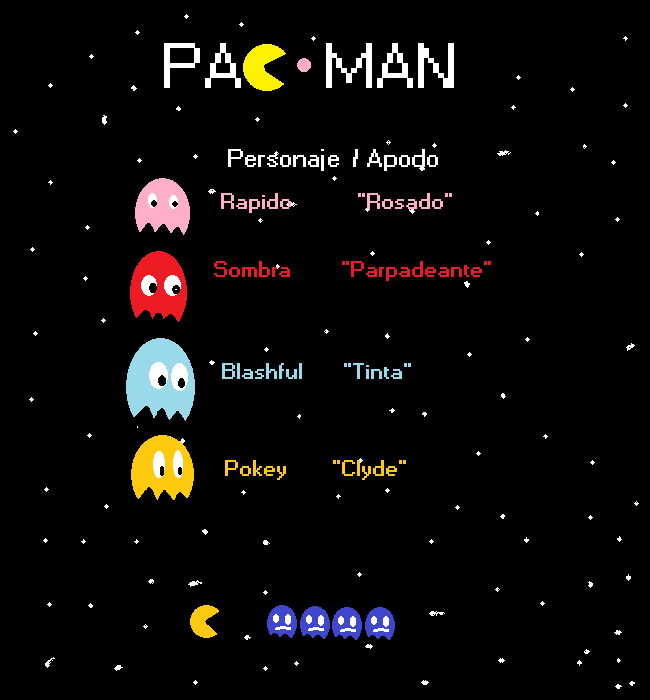 PAC MAN
Personaje / Apodo
Rapido "Rosado"
Sombra "Parpadeante"
Blashful "Tinta"
Pokey "Clyde"